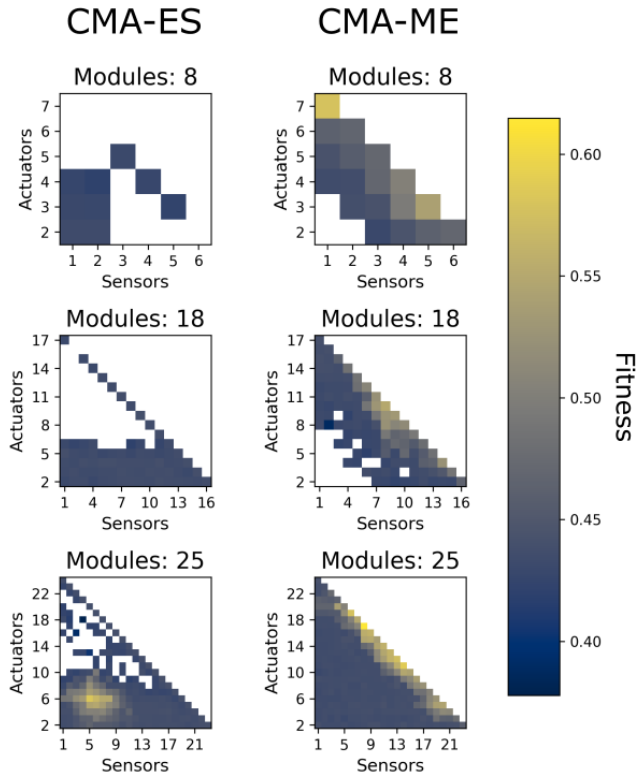 CMA-ES CMA-ME
Modules: 8 Modules: 8
7
6
5
4
3
2
Actuators
1 2 3 4 5 6
Sensors
7
6
5
4
3
2
Actuators
1 2 3 4 5 6
Sensors
Modules: 18 Modules: 18
17
14
11
8
5
2
Actuators
1 4 7 10 13 16
Sensors
17
14
11
8
5
2
Actuators
1 4 7 10 13 16
Sensors
Modules: 25 Modules: 25
22
18
14
10
6
2
Actuators
1 5 9 13 17 21
Sensors
22
18
14
10
6
2
Actuators
1 5 9 13 17 21
Sensors
0.60
0.55
0.50
0.45
0.40
Fitness